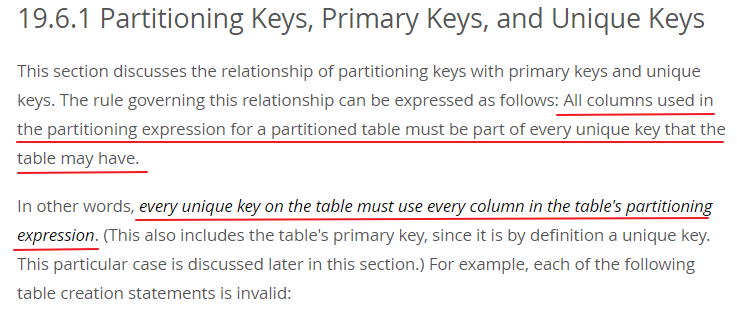 19.6.1 Partitioning Keys, Primary Keys, and Unique Keys
This section discusses the relationship of partitioning keys with primary keys and unique
keys. The rule governing this relationship can be expressed as follows: All columns used in
the partitioning expression for a partitioned table must be part of every unique key that the
table may have.
In other words, every unique key on the table must use every column in the table's partitioning
expression. (This also includes the table's primary key, since it is by definition a unique key.
This particular case is discussed later in this section.) For example, each of the following
table creation statements is invalid: